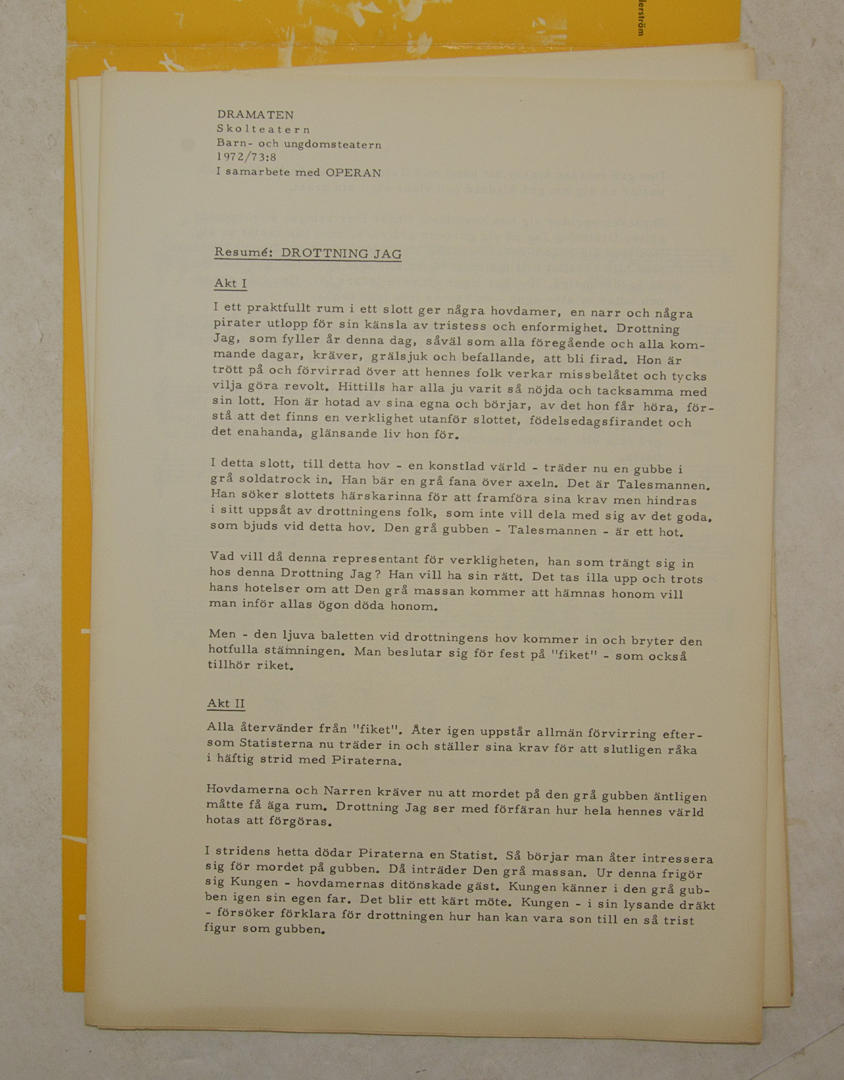 lerström
DRAMATEN
Skolteatern
Barn- och ungdomsteatern
1972/73:8
I samarbete med OPERAN
Resumé: DROTTNING JAG
Akt I
I ett praktfullt rum i ett slott ger några hovdamer, en narr och några
pirater utlopp för sin känsla av tristess och enformighet. Drottning
Jag, som fyller år denna dag, såväl som alla föregående och alla kom-
mande dagar, kräver, grälsjuk och befallande, att bli firad. Hon är
trött på och förvirrad över att hennes folk verkar missbelåtet och tycks
vilja göra revolt. Hittills har alla ju varit så nöjda och tacksamma med
sin lott. Hon är hotad av sina egna och börjar, av det hon får höra, för-
stå att det finns en verklighet utanför slottet, födelsedagsfirandet och
det enahanda, glänsande liv hon för.
I detta slott, till detta hov - en konstlad värld - träder nu en gubbe i
grå soldatrock in. Han bär en grå fana över axeln. Det är Talesmannen.
Han söker slottets härskarinna för att framföra sina krav men hindras
i sitt uppsåt av drottningens folk, som inte vill dela med sig av det goda,
som bjuds vid detta hov. Den grå gubben - Talesmannen - är ett hot.
Vad vill då denna representant för verkligheten, han som trängt sig in
hos denna Drottning Jag? Han vill ha sin rätt. Det tas illa upp och trots
hans hotelser om att Den grå massan kommer att hämnas honom vill
man inför allas ögon döda honom.
Men - den ljuva baletten vid drottningens hov kommer in och bryter den
hotfulla stämningen. Man beslutar sig för fest på "fiket" - som också
tillhör riket.
Akt II
Alla återvänder från "fiket". Åter igen uppstår allmän förvirring efter-
som Statisterna nu träder in och ställer sina krav för att slutligen råka
i häftig strid med Piraterna.
Hovdamerna och Narren kräver nu att mordet på den grå gubben äntligen
måtte få äga rum. Drottning Jag ser med förfäran hur hela hennes värld
hotas att förgöras.
I stridens hetta dödar Piraterna en Statist. Så börjar man åter intressera
sig för mordet på gubben. Då inträder Den grå massan. Ur denna frigör
sig Kungen - hovdamernas ditönskade gäst. Kungen känner i den grå gub-
ben igen sin egen far. Det blir ett kärt möte. Kungen - i sin lysande dräkt
- försöker förklara för drottningen hur han kan vara son till en så trist
figur som gubben.